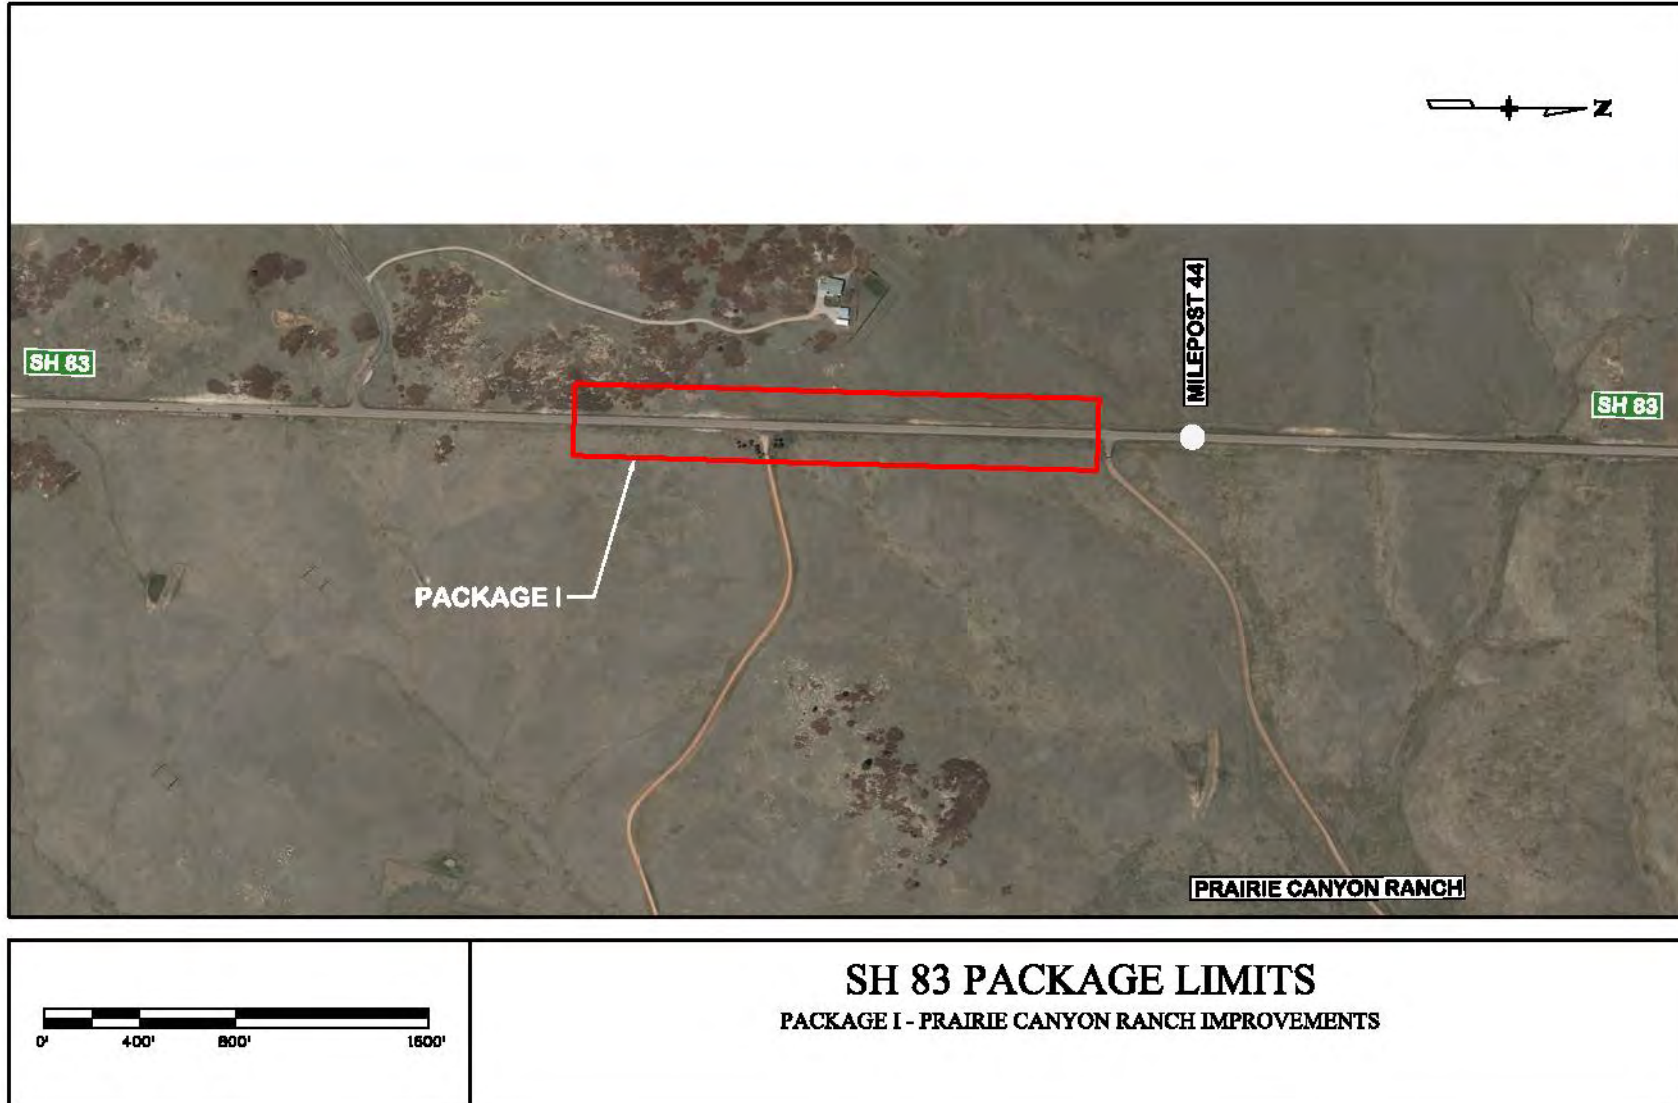 N
MILEPOST 44
SH 83
SH 83
PACKAGE I
PRAIRIE CANYON RANCH
0' 400' 800' 1600'
SH 83 PACKAGE LIMITS
PACKAGE I - PRAIRIE CANYON RANCH IMPROVEMENTS